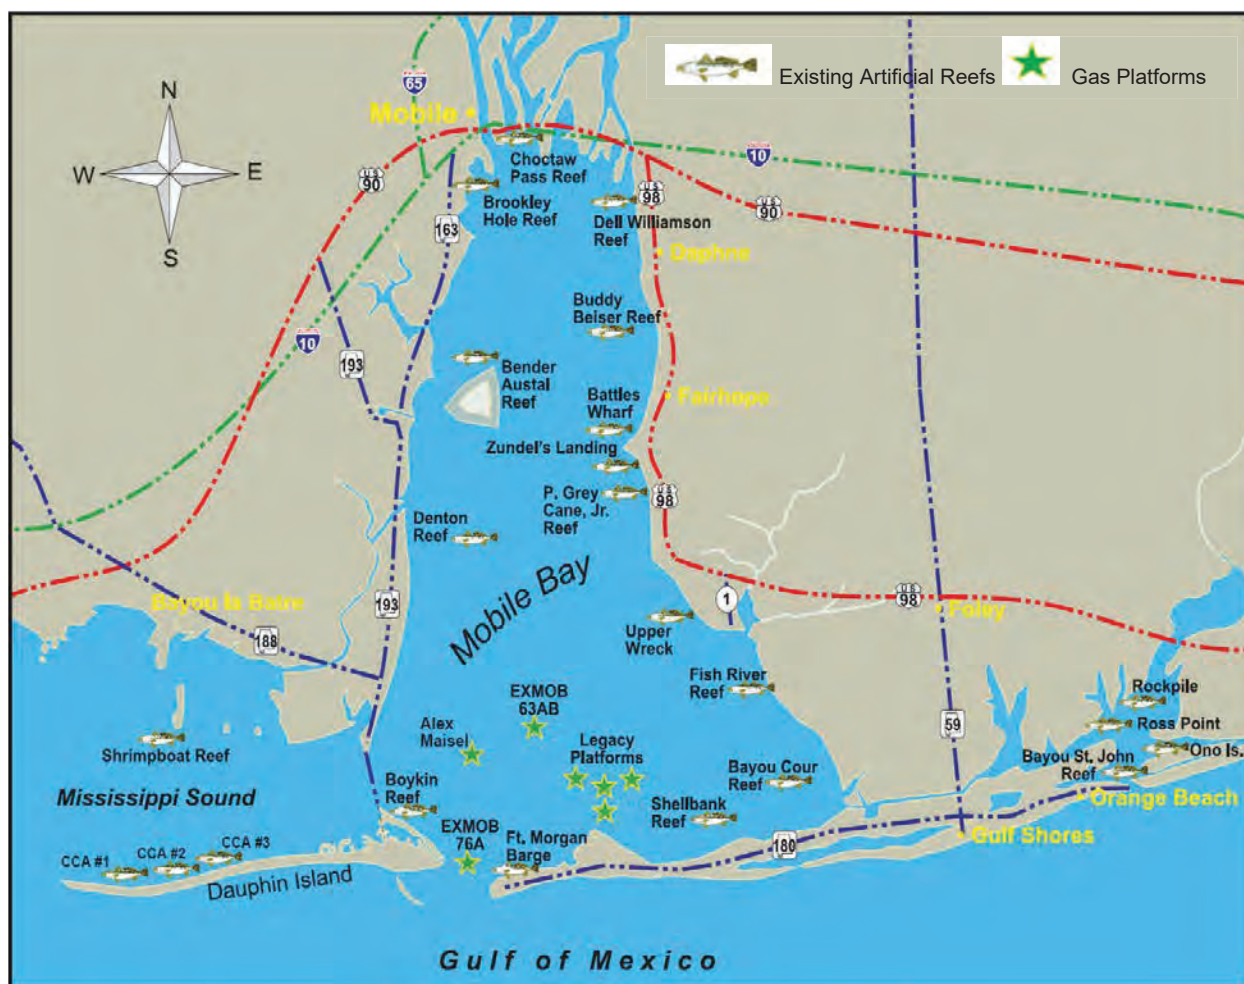 Existing Artificial Reefs
Gas Platforms
N
W
E
S
65
Mobile
10
U.S.
90
Choctaw
Pass Reef
Brookley
Hole Reef
U.S.
98
U.S.
90
Dell Williamson
Reef
163
Daphne
Buddy
Beiser Reef
10
193
Bender
Austal
Reef
Battles
Wharf
Fairhope
Zundel's Landing
P. Grey
Cane, Jr.
Reef
U.S.
98
Denton
Reef
Mobile Bay
Bayou la Batre
193
188
1
U.S.
98
Foley
Upper
Wreck
Fish River
Reef
EXMOB
63AB
Alex
Maisel
Legacy
Platforms
59
Rockpile
Ross Point
Ono Is.
Bayou St. John
Reef
Orange Beach
Shrimpboat Reef
Mississippi Sound
Boykin
Reef
Bayou Cour
Reef
Shellbank
Reef
EXMOB
76A
Ft. Morgan
Barge
180
Gulf Shores
CCA #1
CCA #2
CCA #3
Dauphin Island
Gulf of Mexico